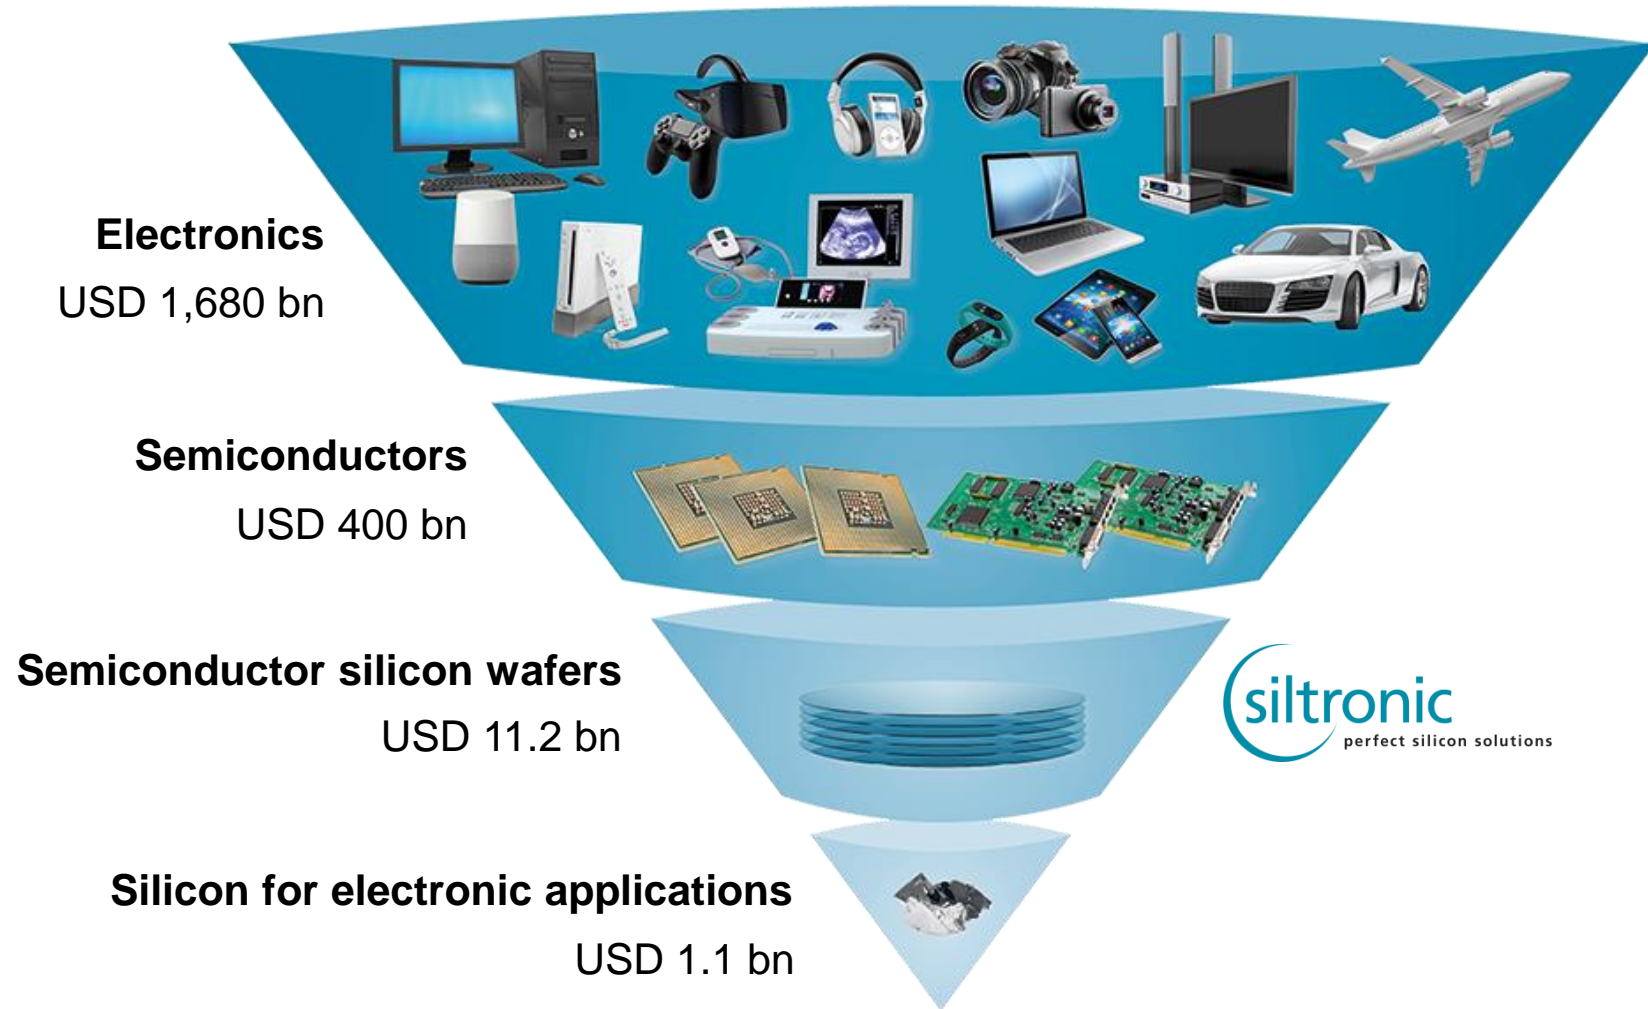 Electronics
USD 1,680 bn
Semiconductors
USD 400 bn
Semiconductor silicon wafers
USD 11.2 bn
siltronic
perfect silicon solutions
Silicon for electronic applications
USD 1.1 bn